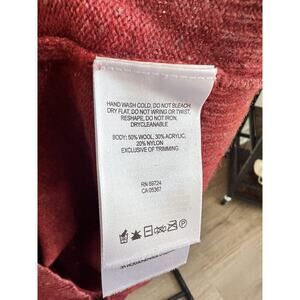 HAND WASH COLD, DO NOT BLEACH,
DRY FLAT, DO NOT WRING OR TWIST,
RESHAPE, DO NOT IRON,
DRYCLEANABLE
BODY: 50% WOOL, 30% ACRYLIC,
20% NYLON
EXCLUSIVE OF TRIMMING
RN 69724
CA 05367